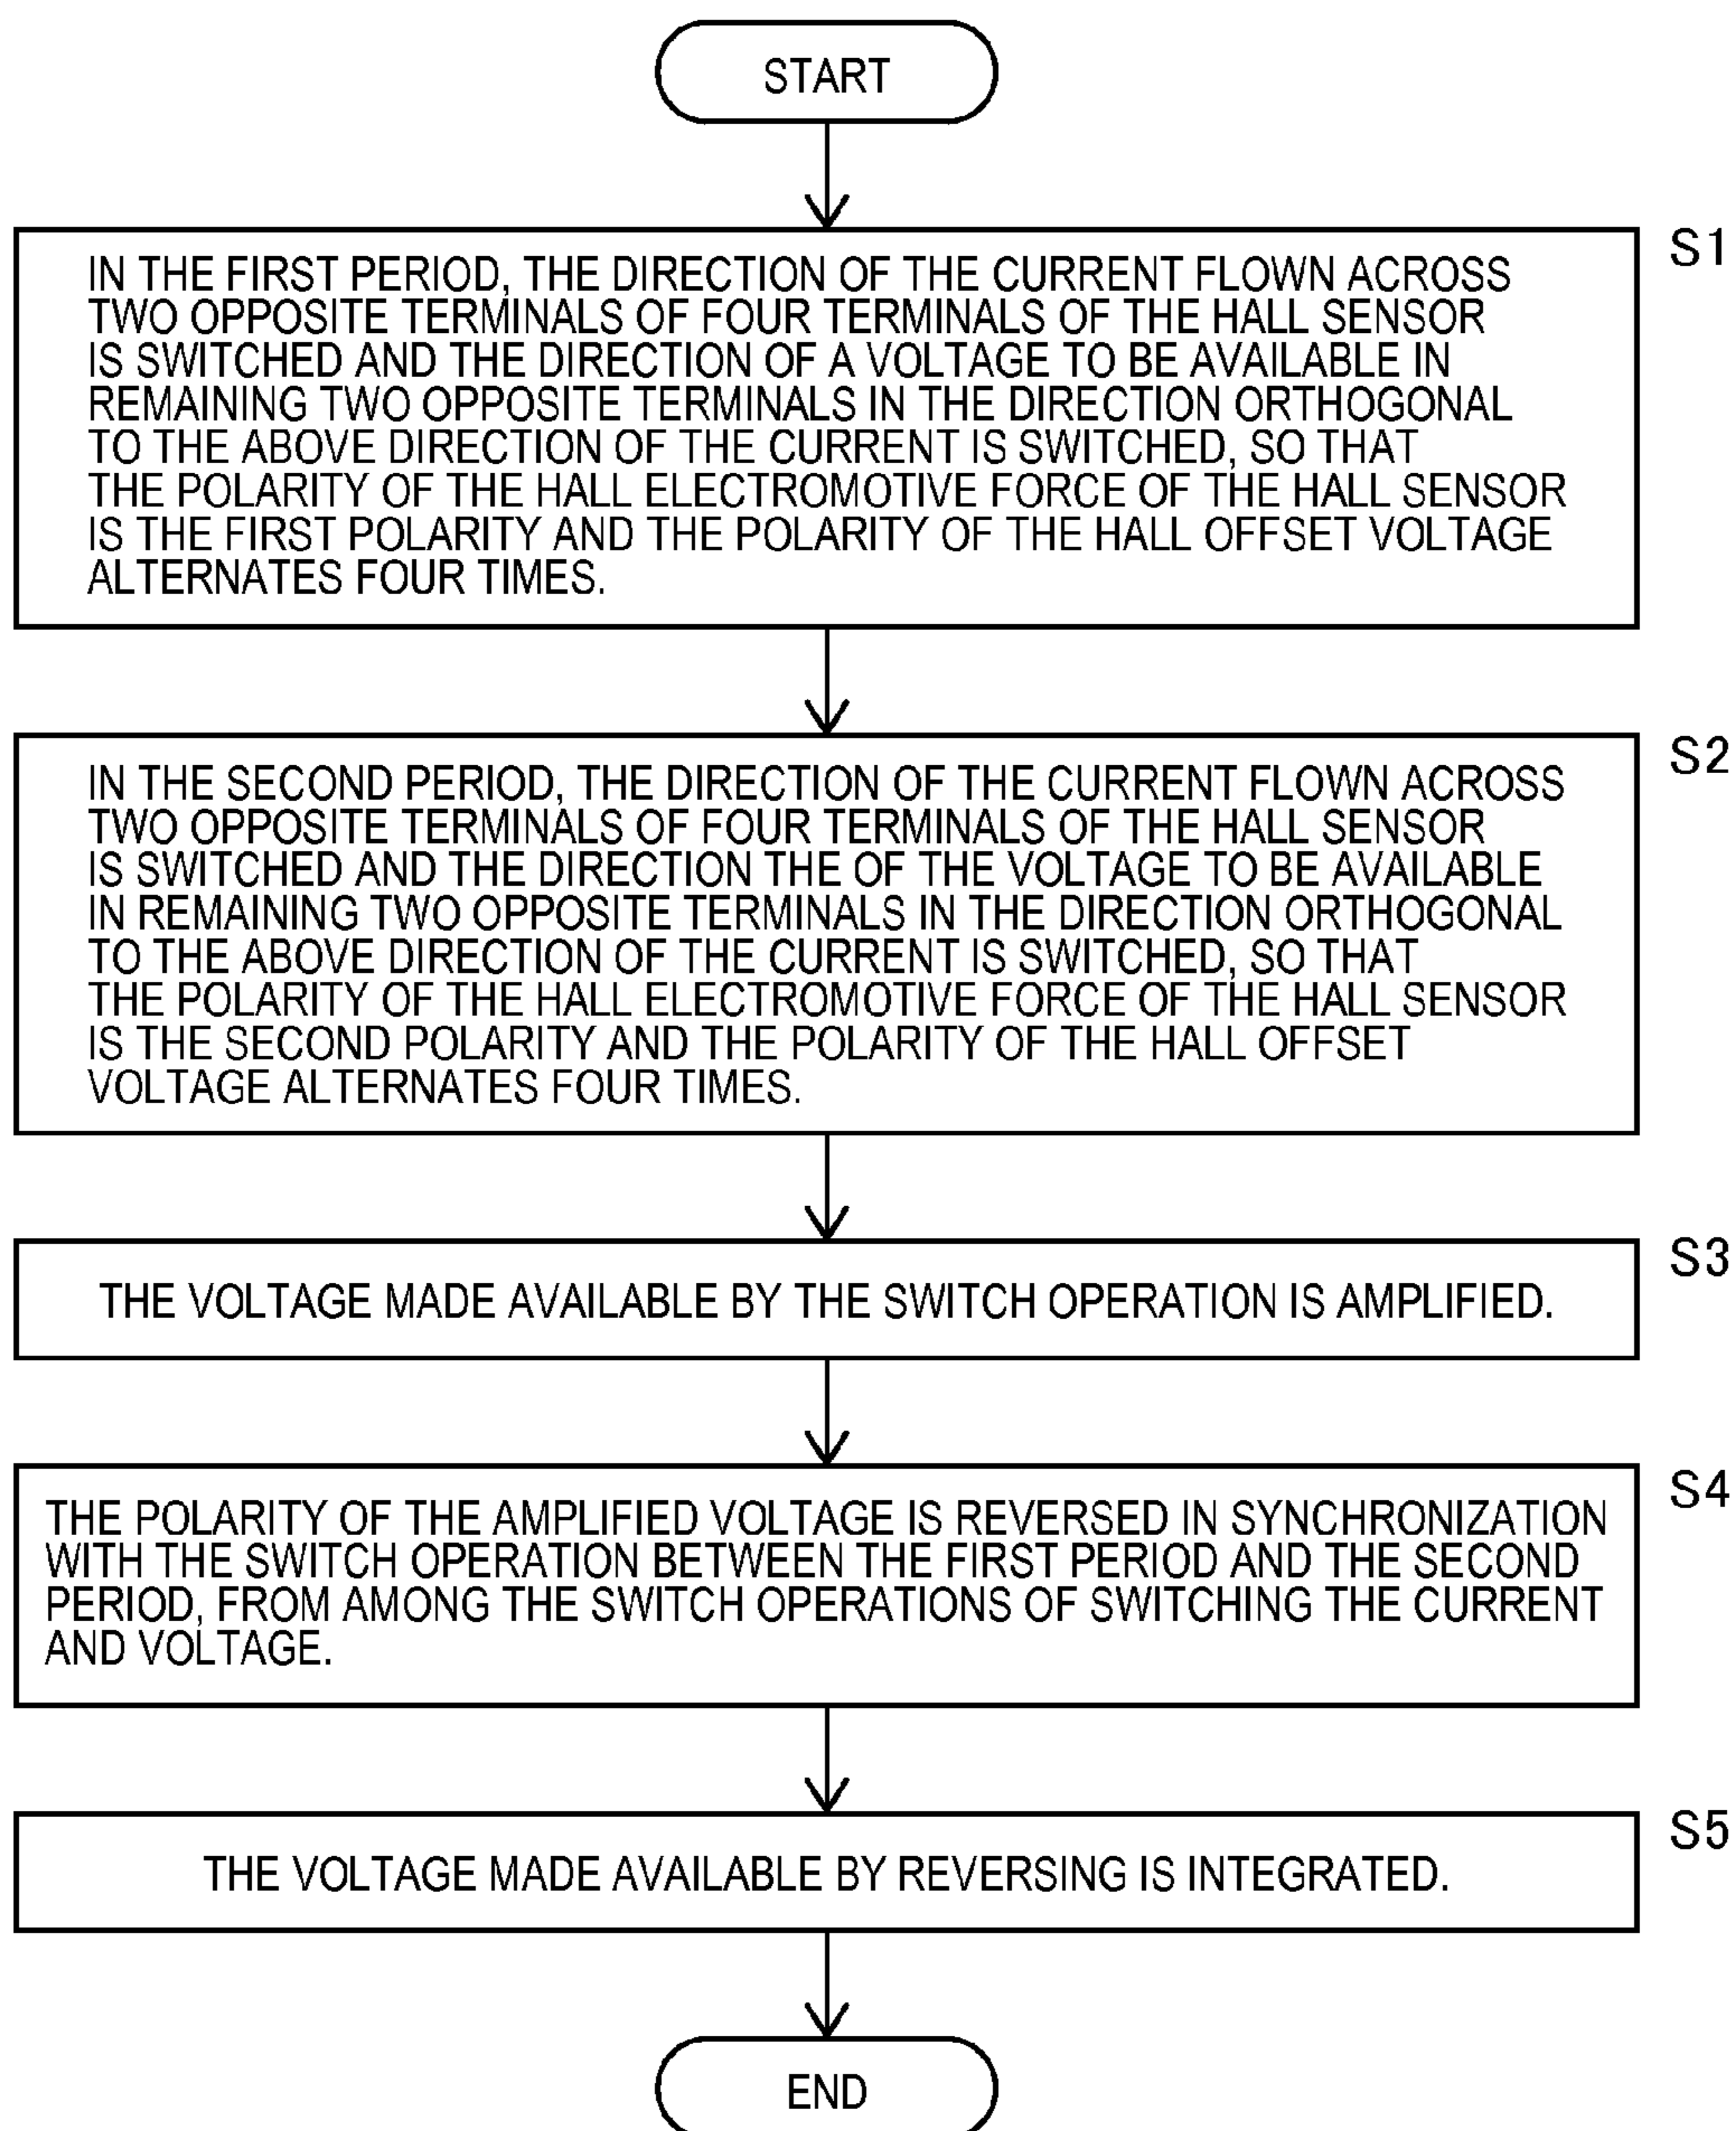 START
S1
IN THE FIRST PERIOD, THE DIRECTION OF THE CURRENT FLOWN ACROSS
TWO OPPOSITE TERMINALS OF FOUR TERMINALS OF THE HALL SENSOR
IS SWITCHED AND THE DIRECTION OF A VOLTAGE TO BE AVAILABLE IN
REMAINING TWO OPPOSITE TERMINALS IN THE DIRECTION ORTHOGONAL
TO THE ABOVE DIRECTION OF THE CURRENT IS SWITCHED, SO THAT
THE POLARITY OF THE HALL ELECTROMOTIVE FORCE OF THE HALL SENSOR
IS THE FIRST POLARITY AND THE POLARITY OF THE HALL OFFSET VOLTAGE
ALTERNATES FOUR TIMES.
S2
IN THE SECOND PERIOD, THE DIRECTION OF THE CURRENT FLOWN ACROSS
TWO OPPOSITE TERMINALS OF FOUR TERMINALS OF THE HALL SENSOR
IS SWITCHED AND THE DIRECTION THE OF THE VOLTAGE TO BE AVAILABLE
IN REMAINING TWO OPPOSITE TERMINALS IN THE DIRECTION ORTHOGONAL
TO THE ABOVE DIRECTION OF THE CURRENT IS SWITCHED, SO THAT
THE POLARITY OF THE HALL ELECTROMOTIVE FORCE OF THE HALL SENSOR
IS THE SECOND POLARITY AND THE POLARITY OF THE HALL OFFSET
VOLTAGE ALTERNATES FOUR TIMES.
S3
THE VOLTAGE MADE AVAILABLE BY THE SWITCH OPERATION IS AMPLIFIED.
S4
THE POLARITY OF THE AMPLIFIED VOLTAGE IS REVERSED IN SYNCHRONIZATION
WITH THE SWITCH OPERATION BETWEEN THE FIRST PERIOD AND THE SECOND
PERIOD, FROM AMONG THE SWITCH OPERATIONS OF SWITCHING THE CURRENT
AND VOLTAGE.
S5
THE VOLTAGE MADE AVAILABLE BY REVERSING IS INTEGRATED.
END